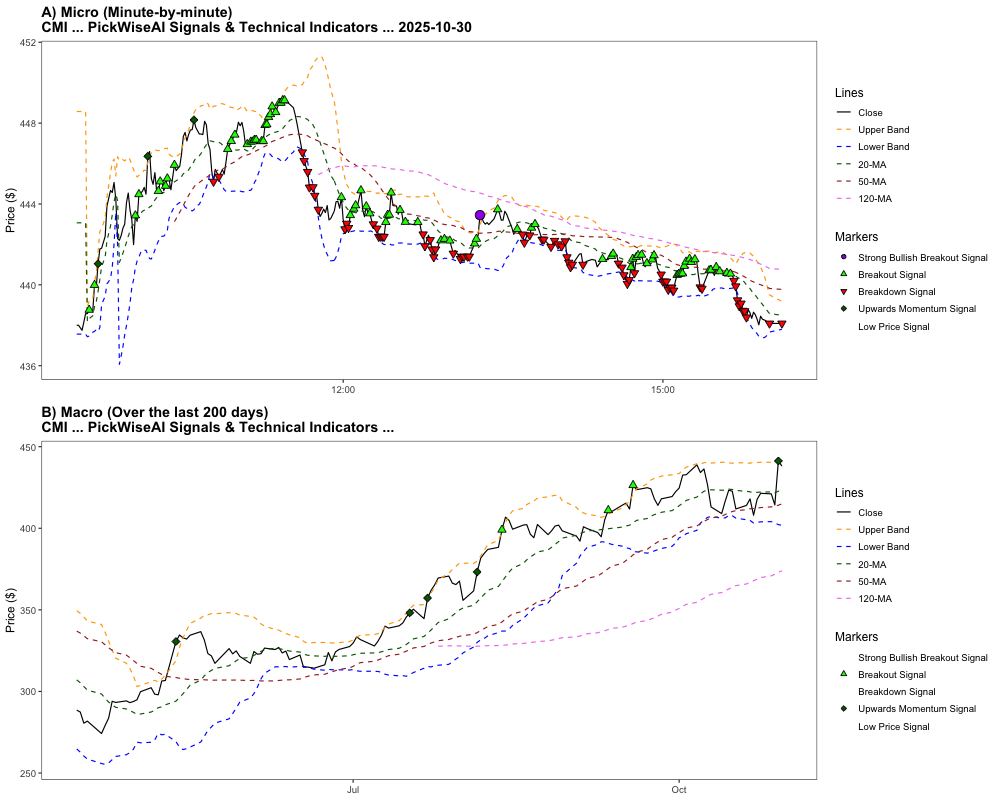 A) Micro (Minute-by-minute)
CMI ... PickWiseAI Signals & Technical Indicators ... 2025-10-30
452
448
444
440
436
Price ($)
12:00
15:00
Lines
Close
Upper Band
Lower Band
20-MA
50-MA
120-MA
Markers
Strong Bullish Breakout Signal
Breakout Signal
Breakdown Signal
Upwards Momentum Signal
Low Price Signal
B) Macro (Over the last 200 days)
CMI ... PickWiseAI Signals & Technical Indicators ...
450
400
350
300
250
Price ($)
Jul
Oct
Lines
Close
Upper Band
Lower Band
20-MA
50-MA
120-MA
Markers
Strong Bullish Breakout Signal
Breakout Signal
Breakdown Signal
Upwards Momentum Signal
Low Price Signal